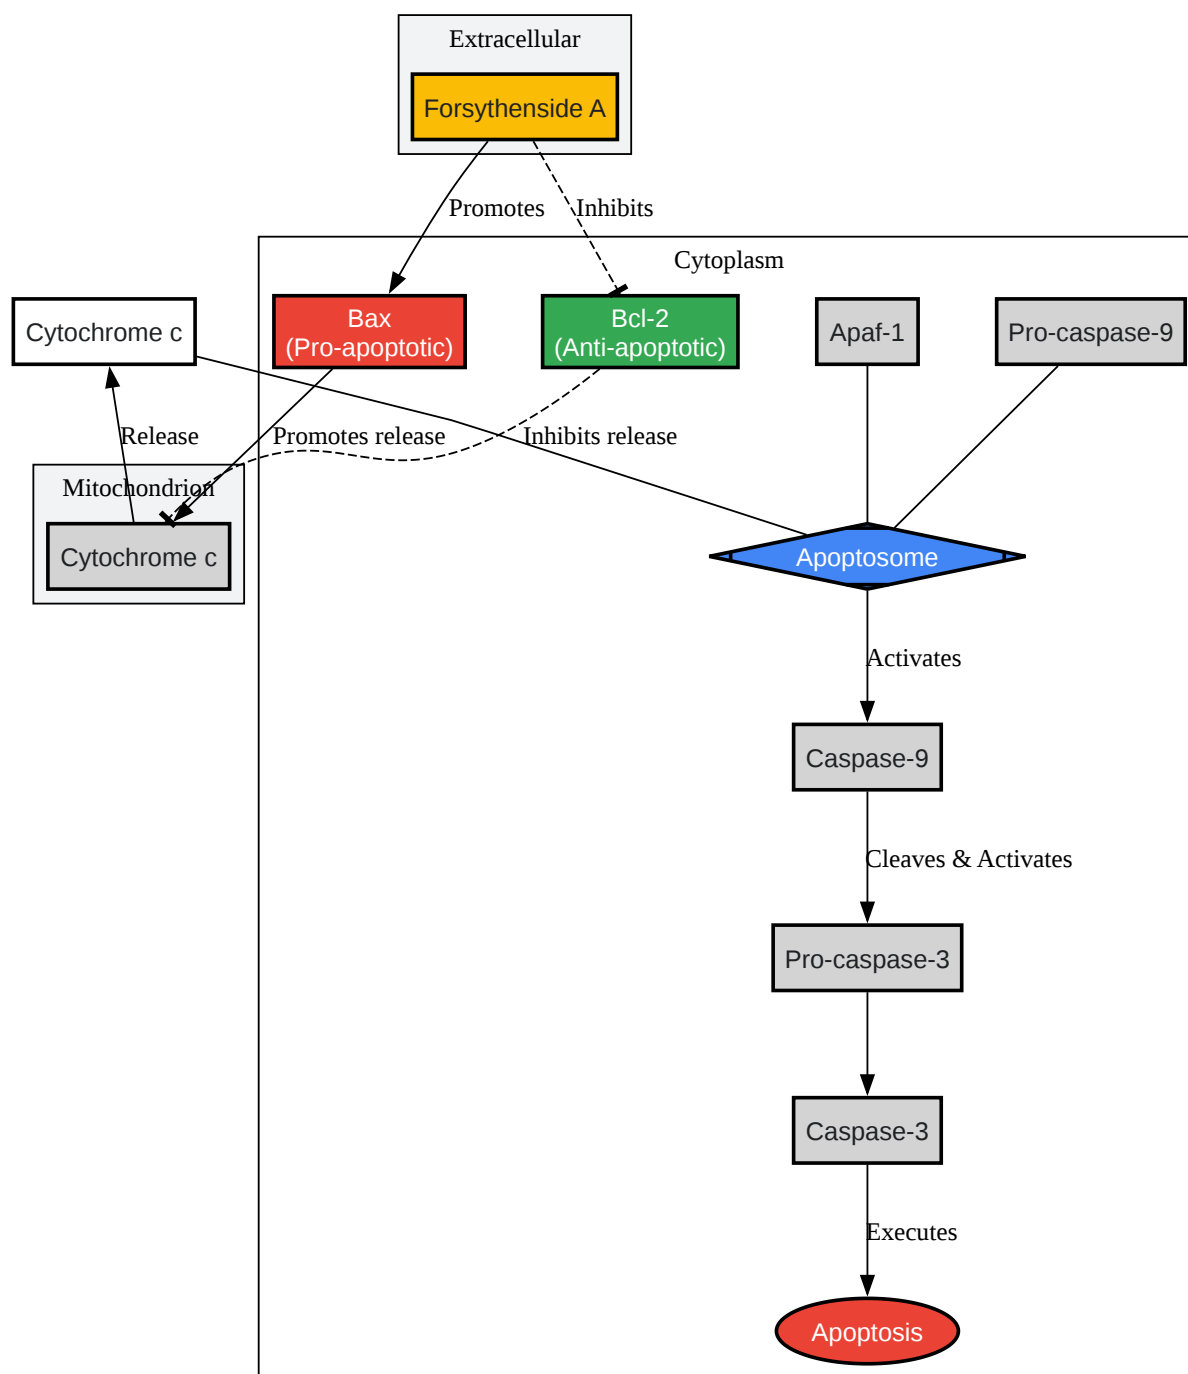 Extracellular
Forsythenside A
Promotes
Inhibits
Cytoplasm
Cytochrome c
Bax
(Pro-apoptotic)
Bcl-2
(Anti-apoptotic)
Apaf-1
Pro-caspase-9
Release
Promotes release
Inhibits release
Mitochondrion
Cytochrome c
Apoptosome
Activates
Caspase-9
Cleaves & Activates
Pro-caspase-3
Caspase-3
Executes
Apoptosis